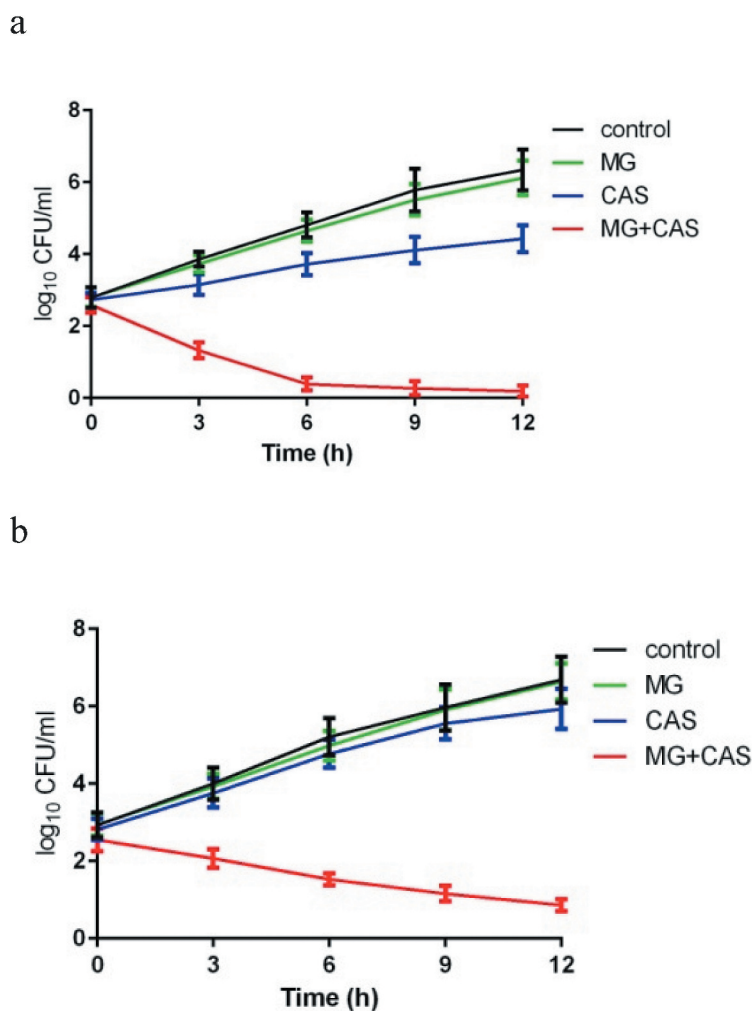 a
8
6
4
2
0
log10 CFU/ml
0 3 6 9 12
Time (h)
control
MG
CAS
MG+CAS
b
8
6
4
2
0
log10 CFU/ml
0 3 6 9 12
Time (h)
control
MG
CAS
MG+CAS